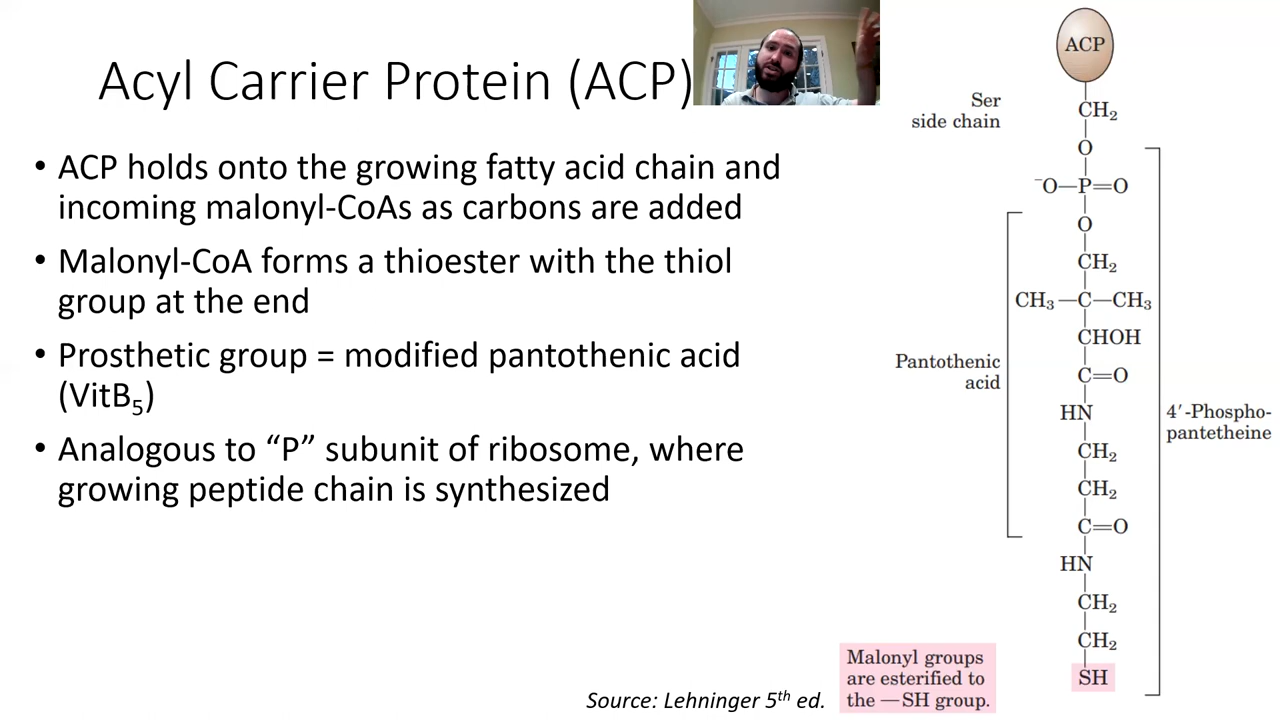 Acyl Carrier Protein (ACP)
• ACP holds onto the growing fatty acid chain and
incoming malonyl-CoAs as carbons are added
• Malonyl-CoA forms a thioester with the thiol
group at the end
• Prosthetic group = modified pantothenic acid
(VitB₅)
• Analogous to “P” subunit of ribosome, where
growing peptide chain is synthesized
Source: Lehninger 5th ed.
ACP
Ser
side chain
CH₂
O
⁻O—P=O
O
CH₂
CH₃—C—CH₃
CHOH
Pantothenic
acid
C=O
HN
4′-Phospho-
pantetheine
CH₂
CH₂
C=O
HN
CH₂
CH₂
SH
Malonyl groups
are esterified to
the —SH group.